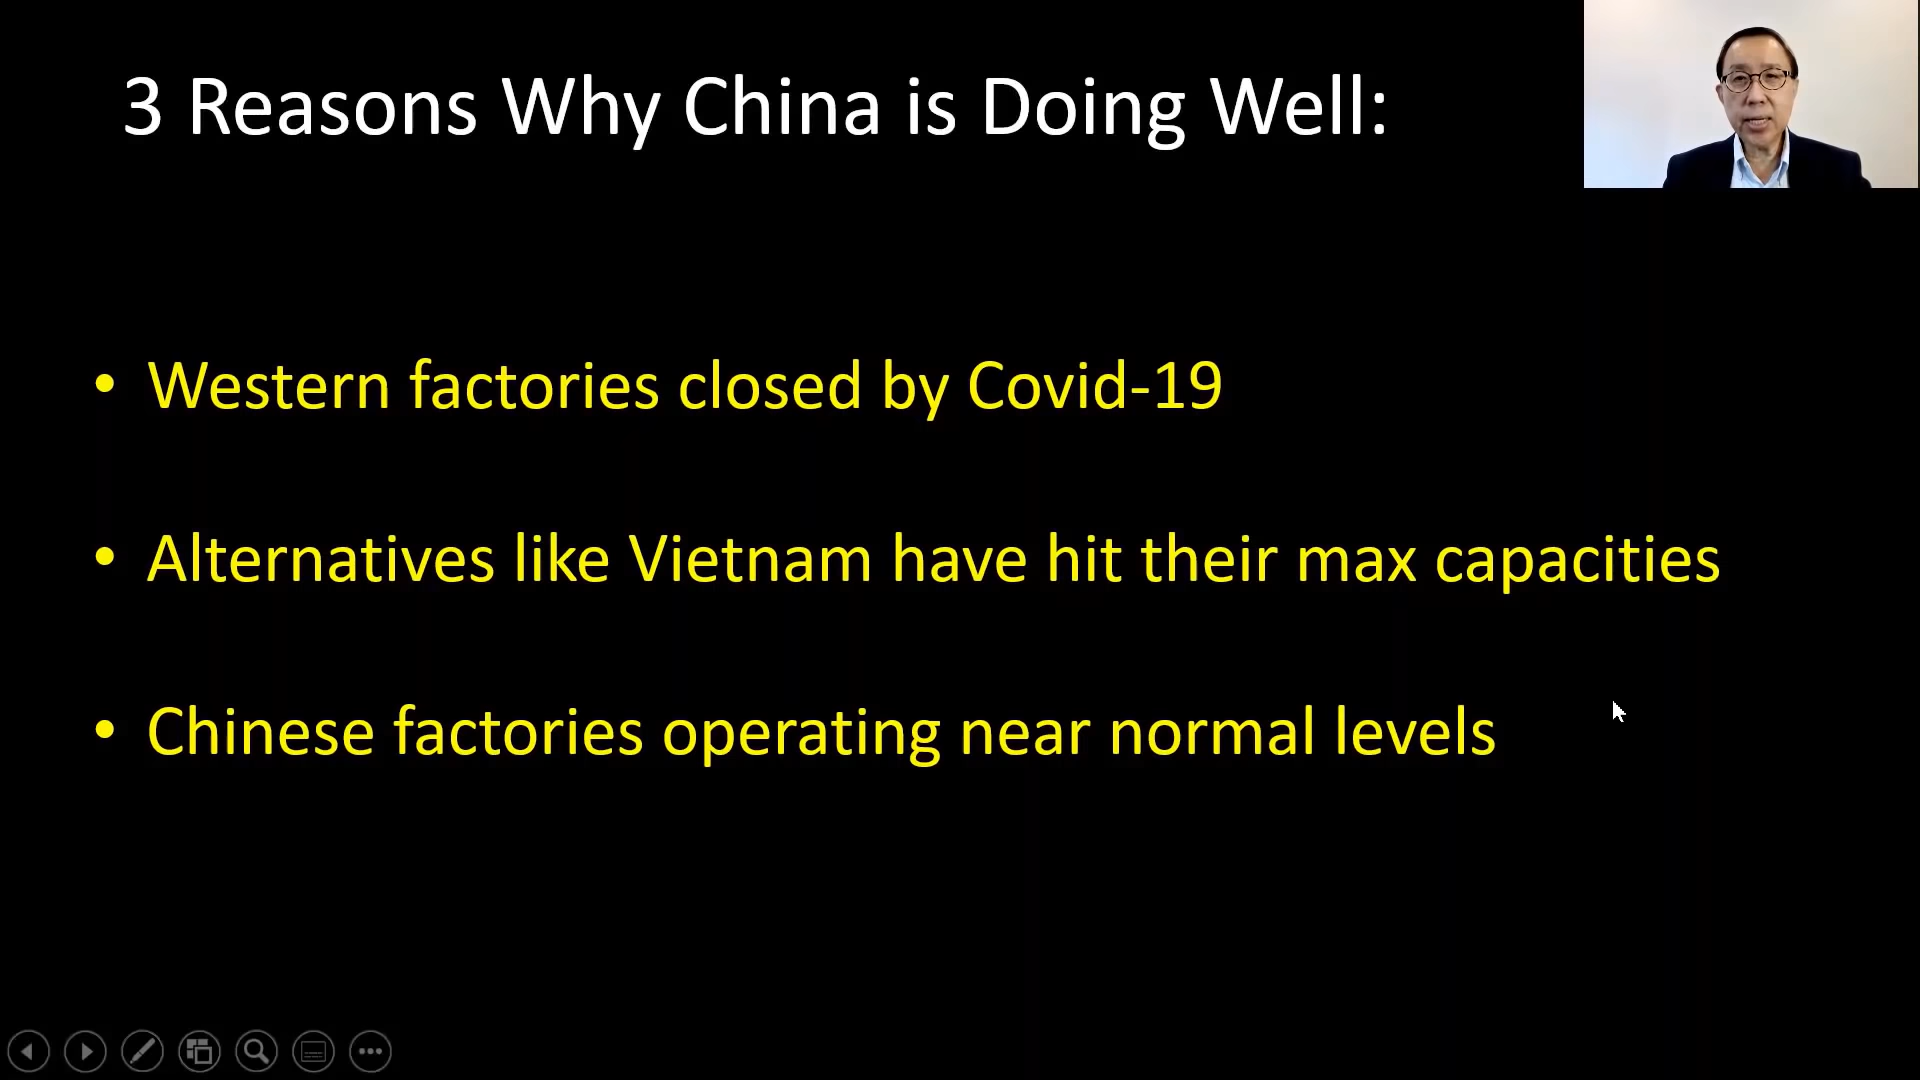 3 Reasons Why China is Doing Well:
• Western factories closed by Covid-19
• Alternatives like Vietnam have hit their max capacities
• Chinese factories operating near normal levels